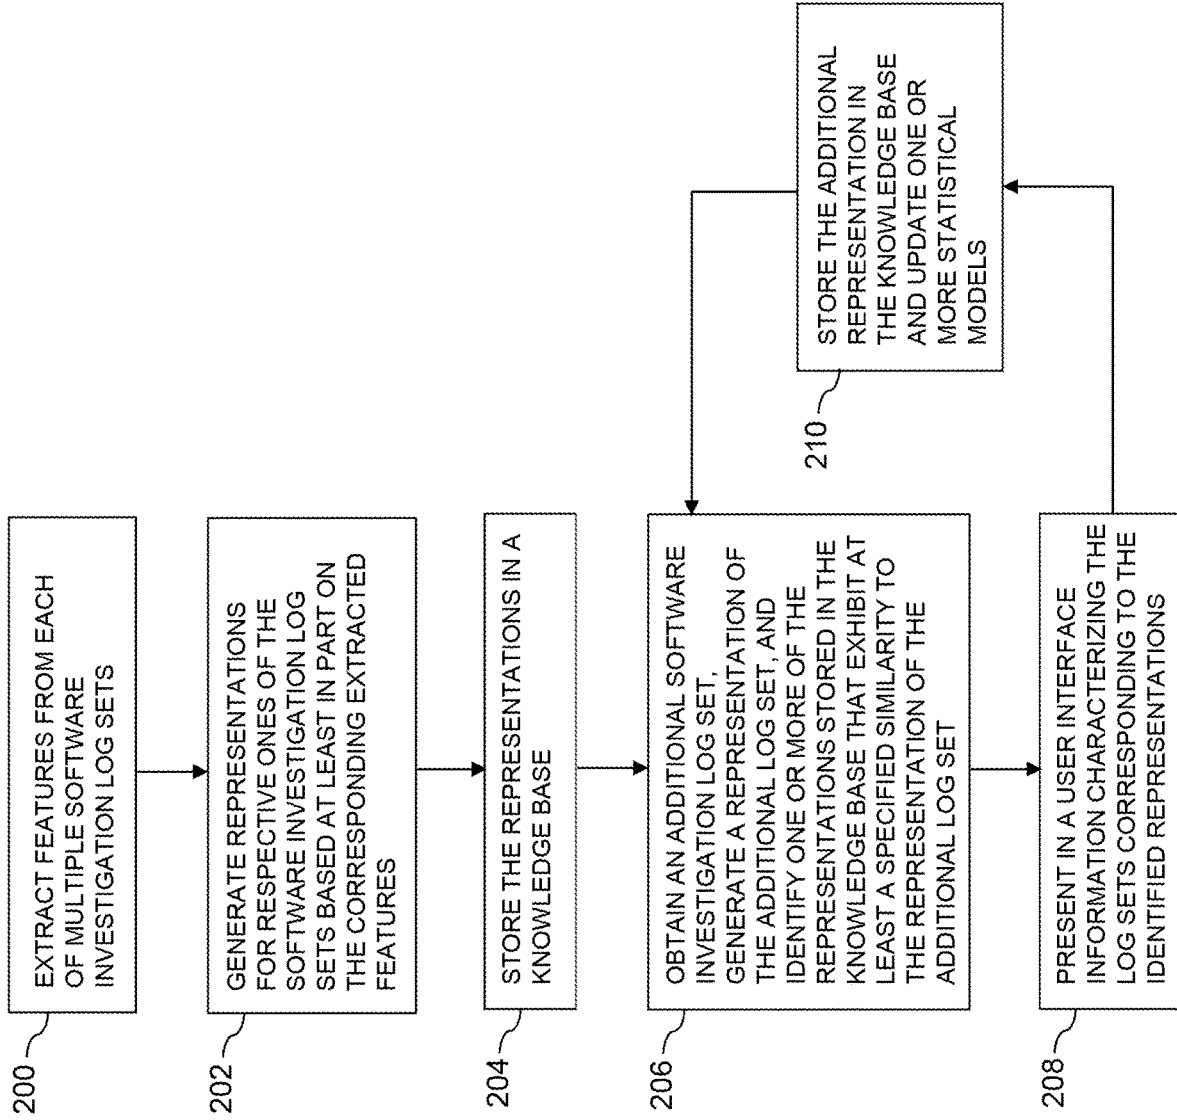 200
EXTRACT FEATURES FROM EACH
OF MULTIPLE SOFTWARE
INVESTIGATION LOG SETS
202
GENERATE REPRESENTATIONS
FOR RESPECTIVE ONES OF THE
SOFTWARE INVESTIGATION LOG
SETS BASED AT LEAST IN PART ON
THE CORRESPONDING EXTRACTED
FEATURES
204
STORE THE REPRESENTATIONS IN A
KNOWLEDGE BASE
206
OBTAIN AN ADDITIONAL SOFTWARE
INVESTIGATION LOG SET,
GENERATE A REPRESENTATION OF
THE ADDITIONAL LOG SET, AND
IDENTIFY ONE OR MORE OF THE
REPRESENTATIONS STORED IN THE
KNOWLEDGE BASE THAT EXHIBIT AT
LEAST A SPECIFIED SIMILARITY TO
THE REPRESENTATION OF THE
ADDITIONAL LOG SET
208
PRESENT IN A USER INTERFACE
INFORMATION CHARACTERIZING THE
LOG SETS CORRESPONDING TO THE
IDENTIFIED REPRESENTATIONS
210
STORE THE ADDITIONAL
REPRESENTATION IN
THE KNOWLEDGE BASE
AND UPDATE ONE OR
MORE STATISTICAL
MODELS